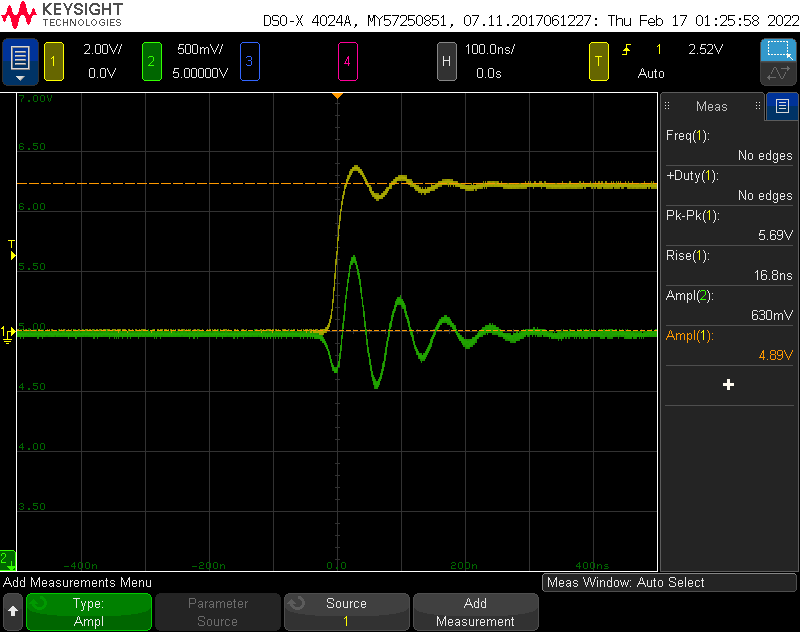 KEYSIGHT
TECHNOLOGIES
DSO-X 4024A, MY57250851, 07.11.2017061227: Thu Feb 17 01:25:58 2022
1 2.00V/ 2 500mV/ 3 4 H 100.0ns/ T 1 2.52V
0.0V 5.00000V 0.0s Auto
7.00V
6.50
6.00
5.50
5.00
4.50
4.00
3.50
T
1
2
-400n -200n 0.0 200n 400ns
Meas
Freq(1):
No edges
+Duty(1):
No edges
Pk-Pk(1):
5.69V
Rise(1):
16.8ns
Ampl(2):
630mV
Ampl(1):
4.89V
Add Measurements Menu
Meas Window: Auto Select
Type:
Ampl
Parameter
Source
Source
1
Add
Measurement